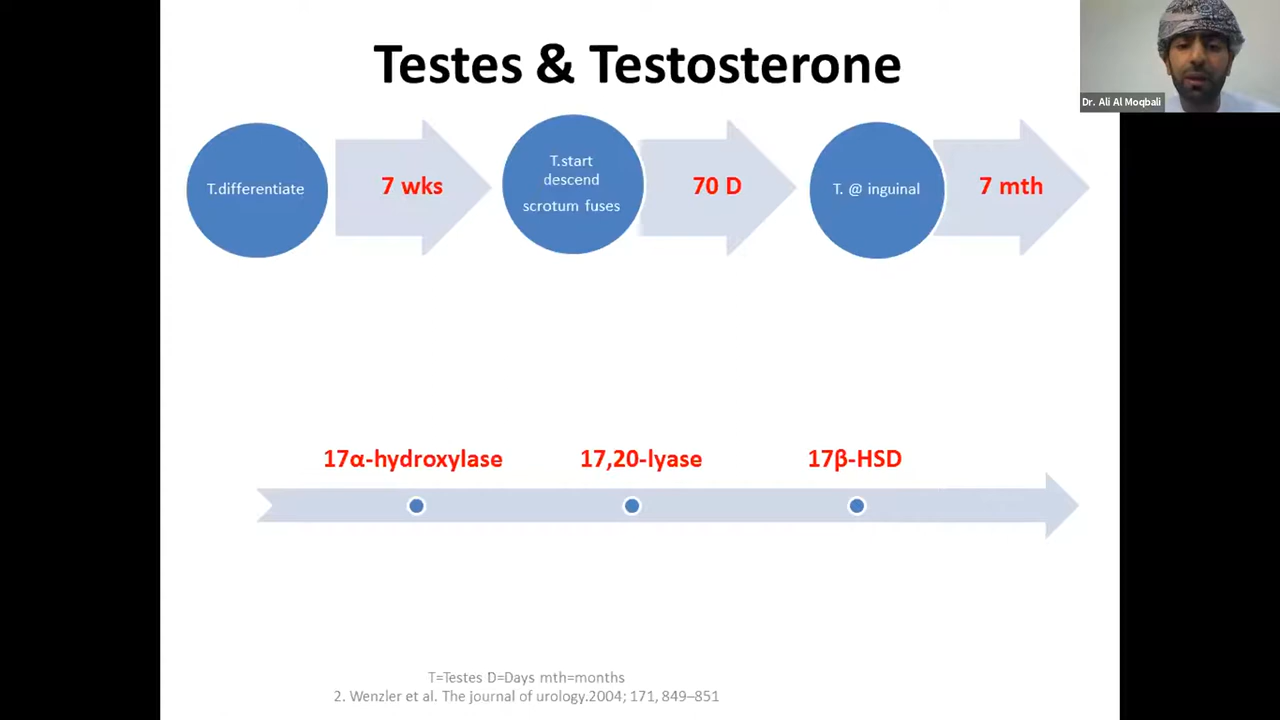 Testes & Testosterone
Dr. Ali Al Moqbali
T.differentiate
7 wks
T.start
descend
scrotum fuses
70 D
T. @ inguinal
7 mth
17α-hydroxylase
17,20-lyase
17β-HSD
T=Testes D=Days mth=months
2. Wenzler et al. The journal of urology.2004; 171, 849–851